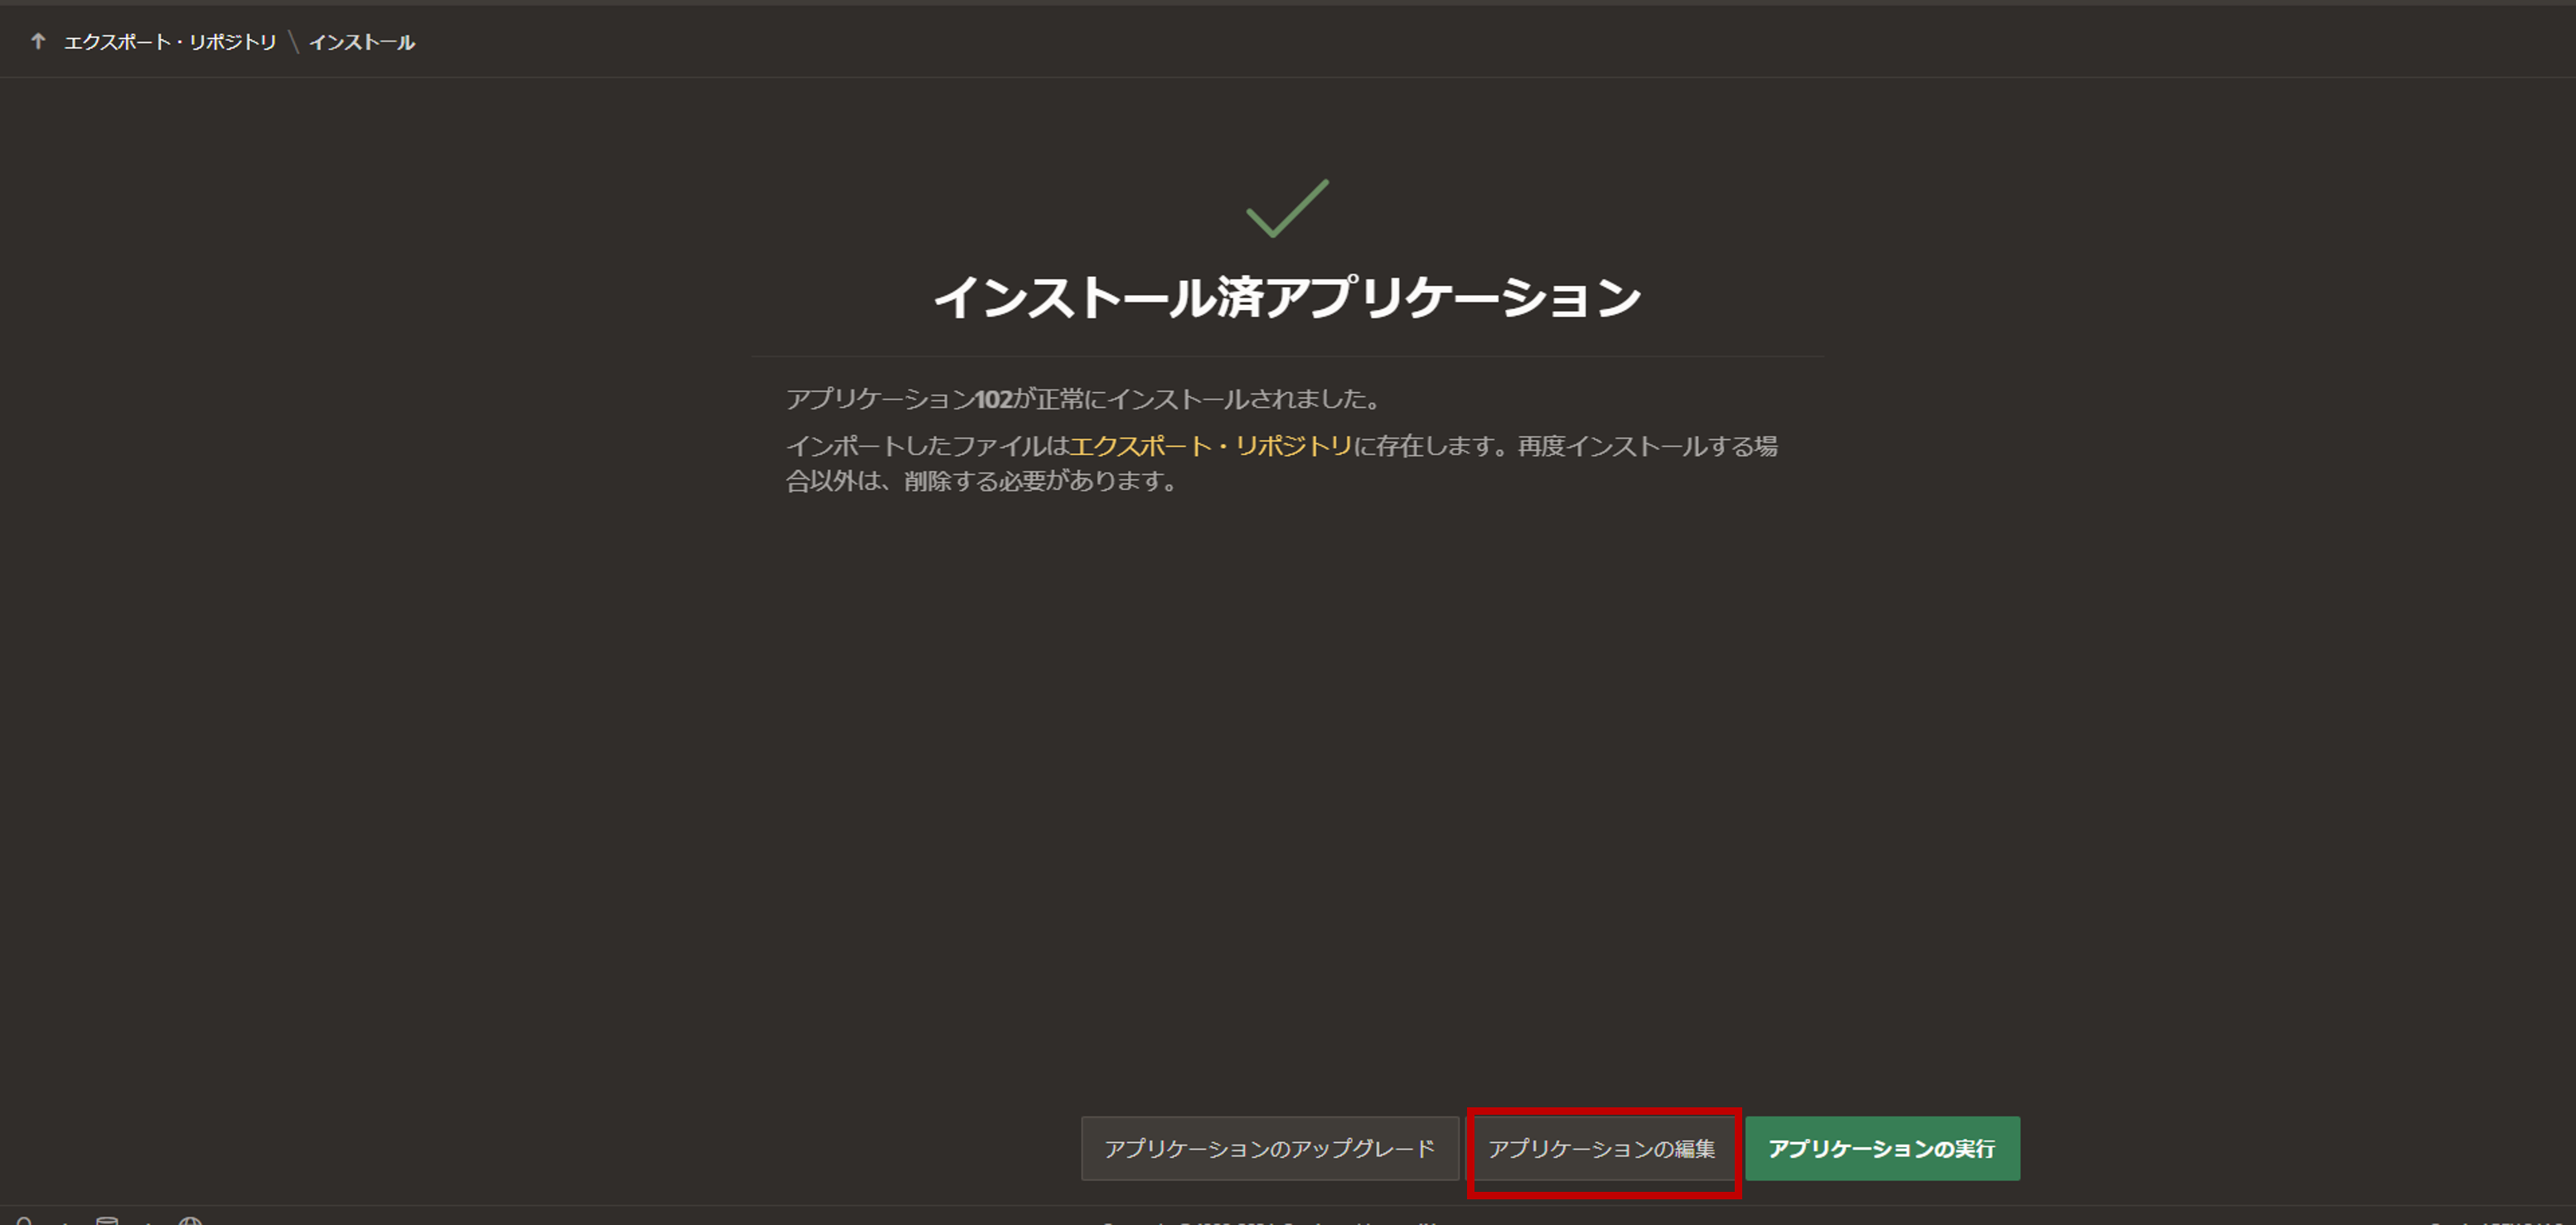 エクスポート・リポジトリ \ インストール
インストール済アプリケーション
アプリケーション102が正常にインストールされました。
インポートしたファイルはエクスポート・リポジトリに存在します。再度インストールする場
合以外は、削除する必要があります。
アプリケーションのアップグレード
アプリケーションの編集
アプリケーションの実行